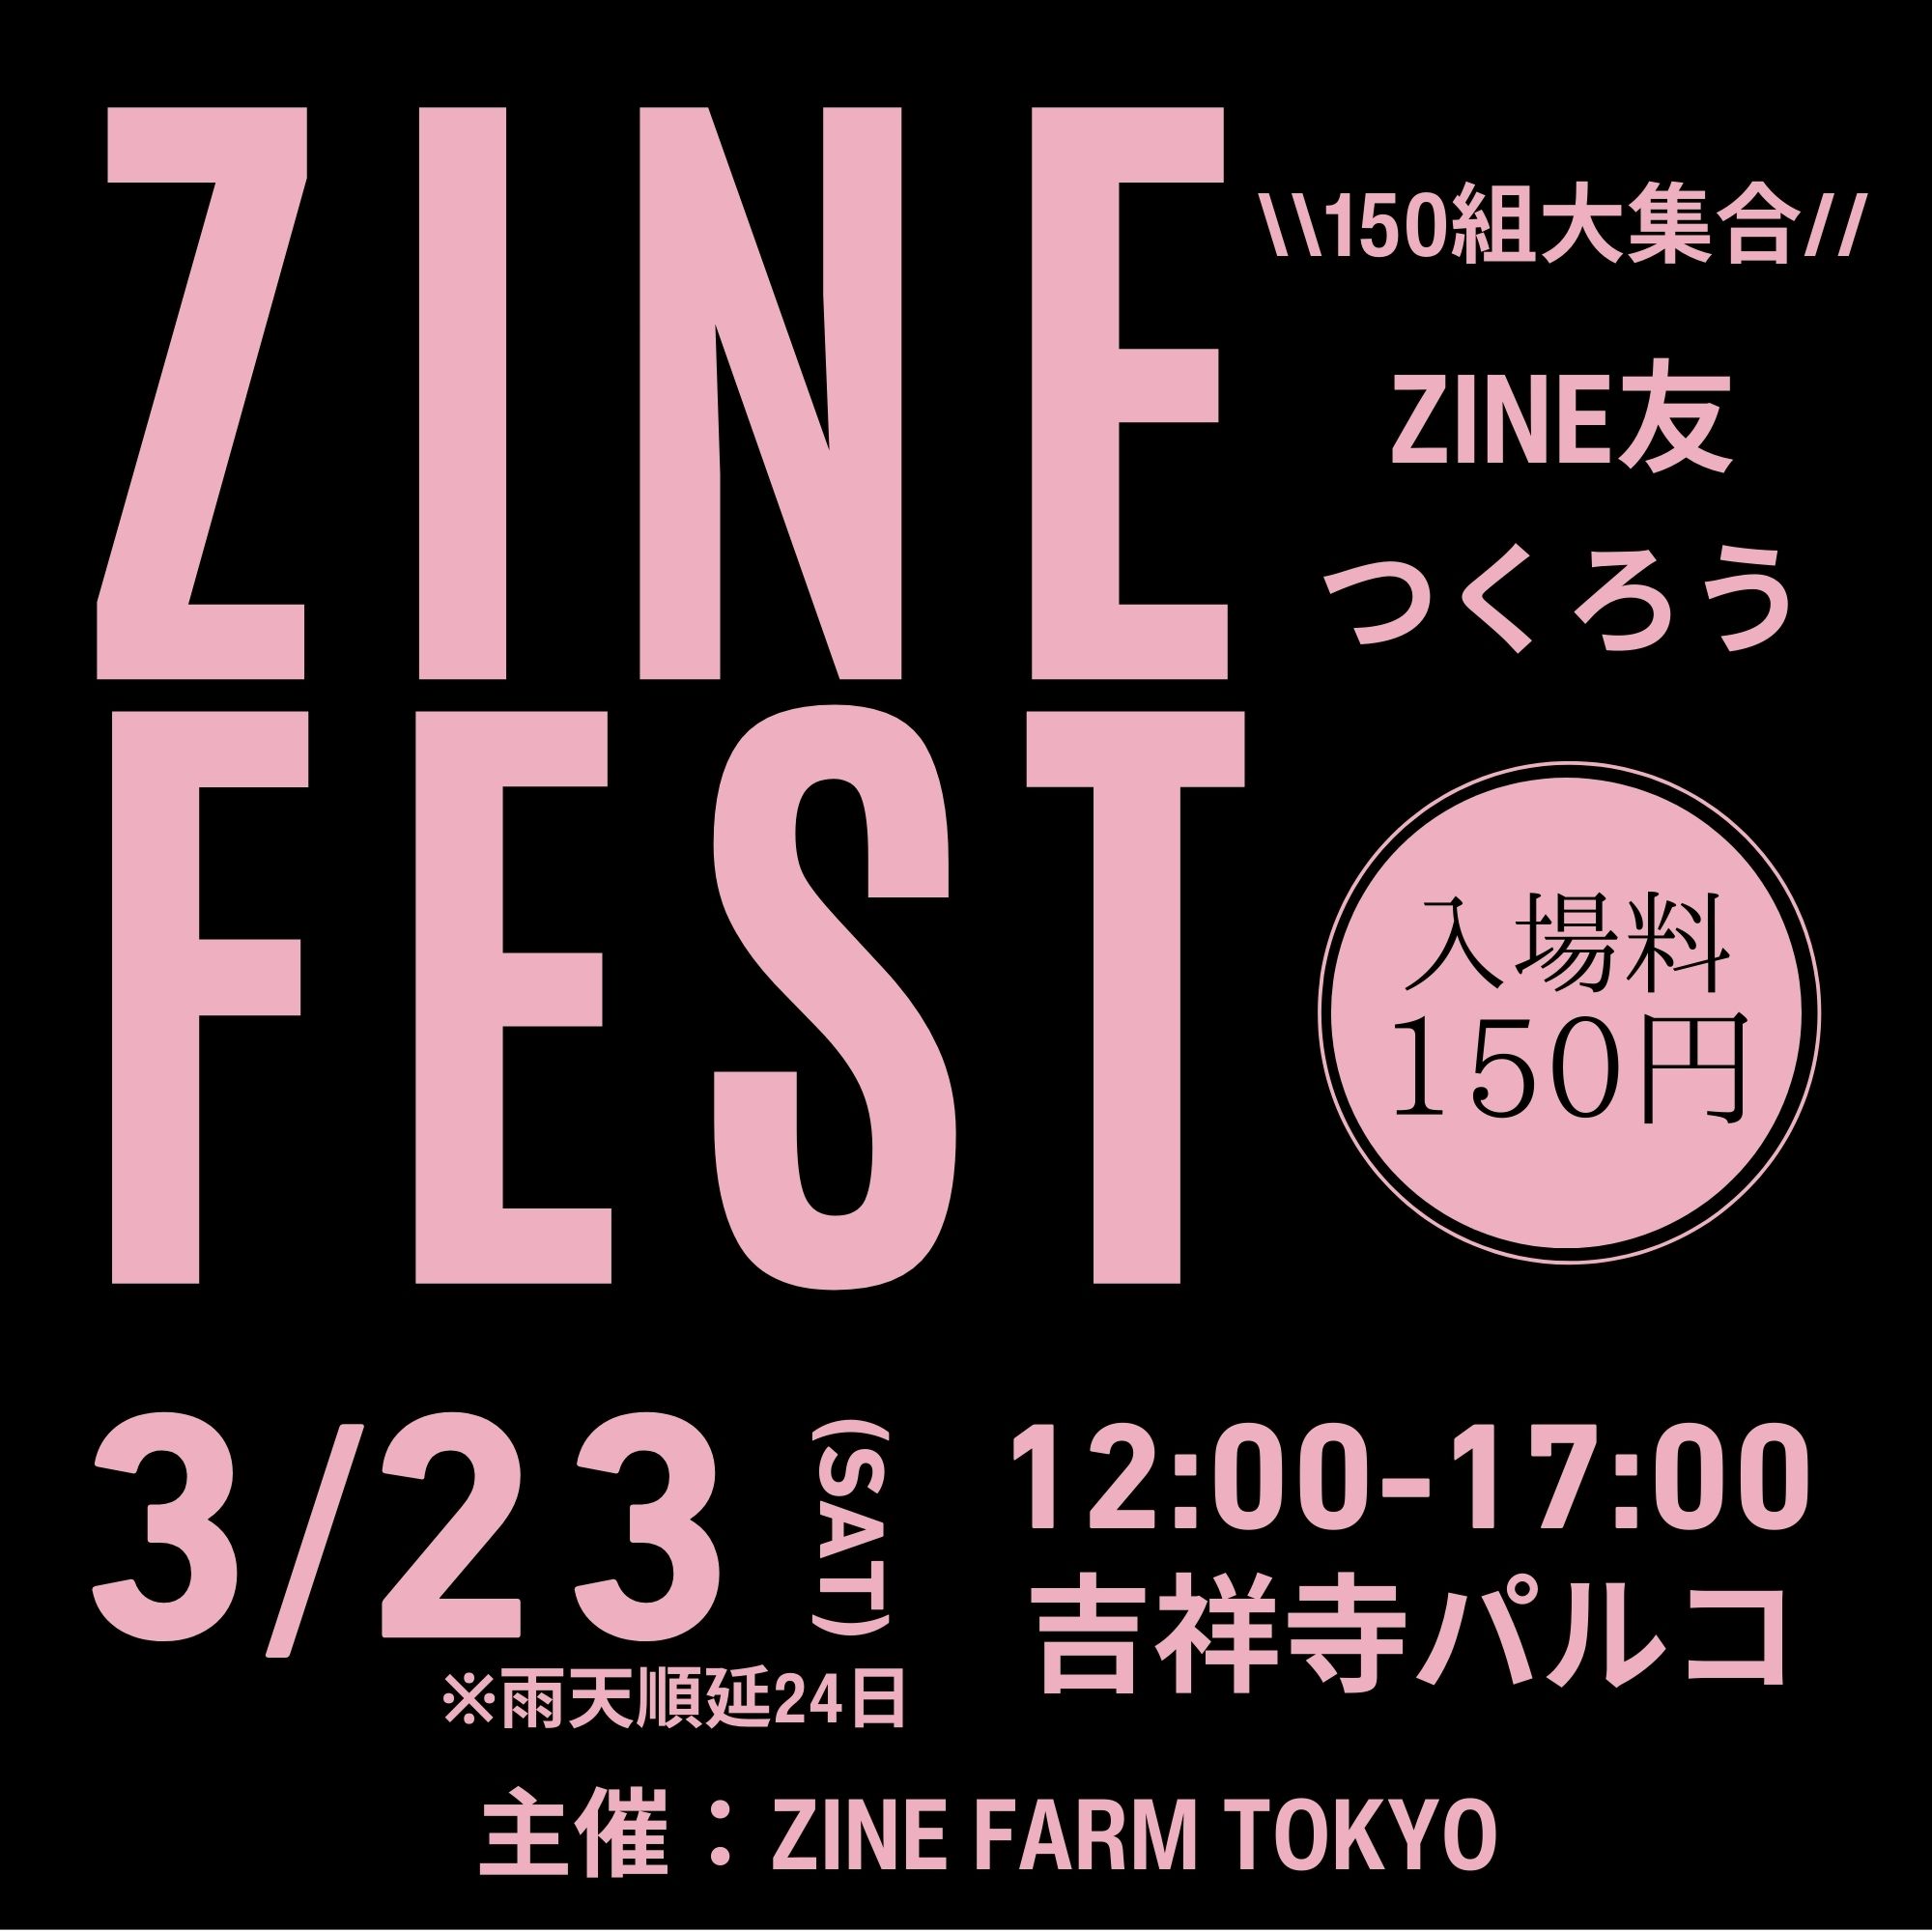 ZINE
FEST
\\150組大集合//
ZINE友
つくろう
入場料
150円
3/23
(SAT)
※雨天順延24日
12:00-17:00
吉祥寺パルコ
主催：ZINE FARM TOKYO